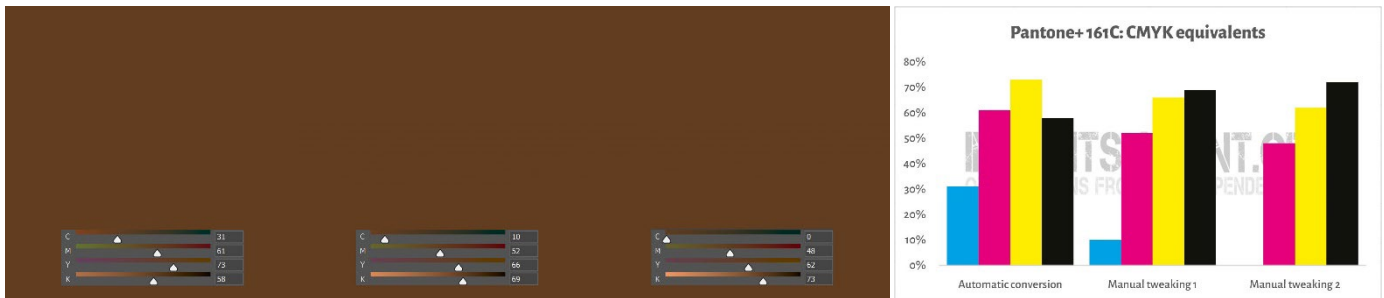 C 31
M 61
Y 73
K 58
C 10
M 52
Y 66
K 69
C 0
M 48
Y 62
K 73
Pantone+ 161C: CMYK equivalents
80%
70%
60%
50%
40%
30%
20%
10%
0%
Automatic conversion
Manual tweaking 1
Manual tweaking 2